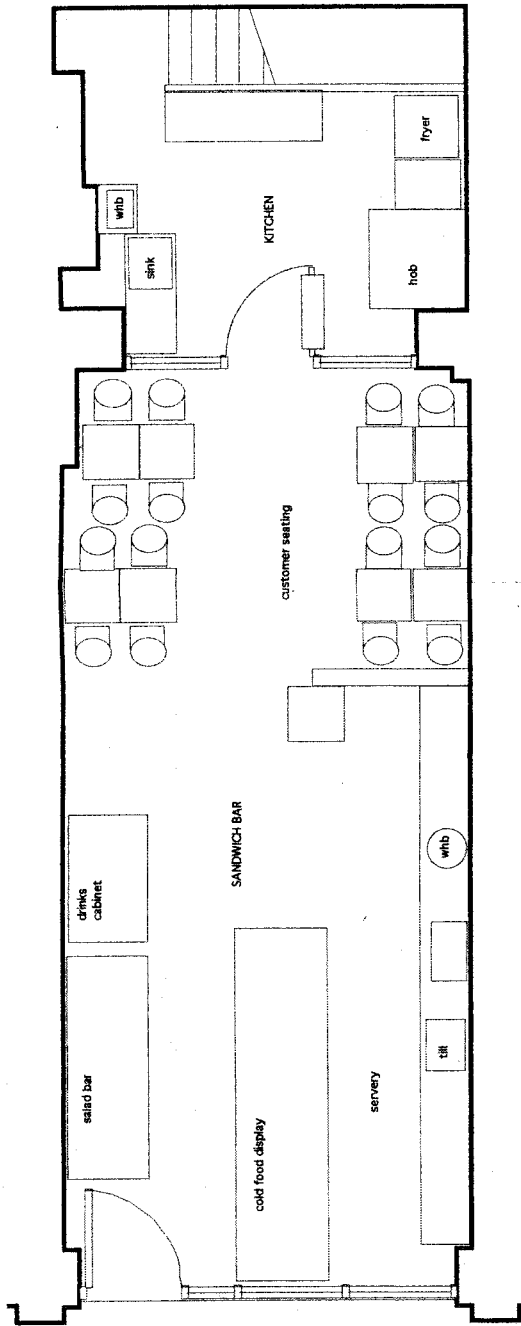 salad bar
drinks
cabinet
whb
sink
cold food display
SANDWICH BAR
customer seating
KITCHEN
servery
till
whb
hob
fryer